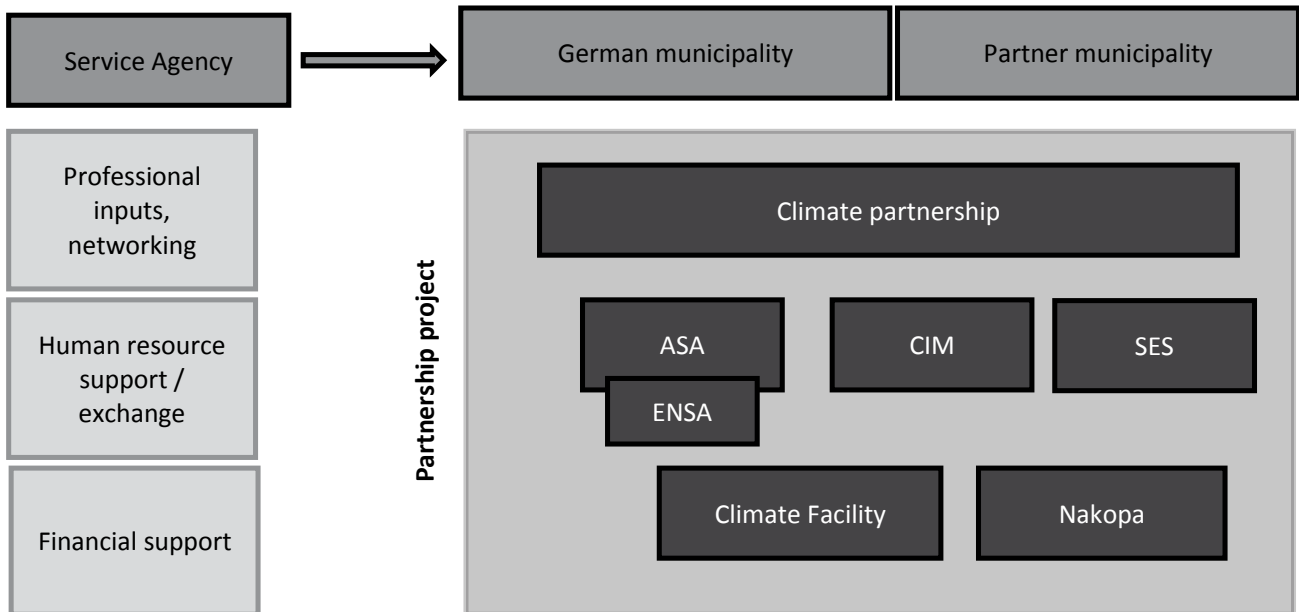 Service Agency
German municipality
Partner municipality
Professional
inputs,
networking
Human resource
support /
exchange
Financial support
Partnership project
Climate partnership
ASA
CIM
SES
ENSA
Climate Facility
Nakopa